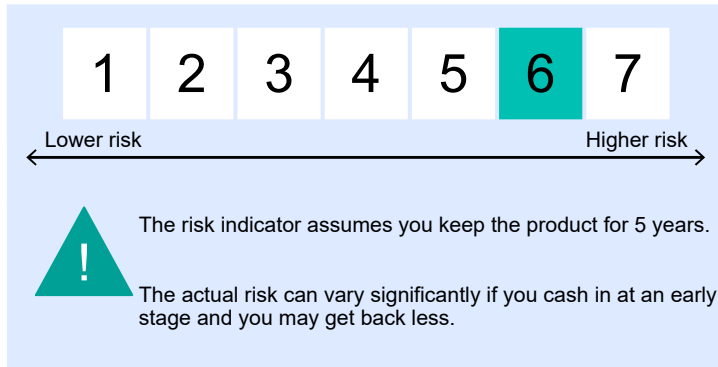 1 2 3 4 5 6 7
Lower risk Higher risk
!
The risk indicator assumes you keep the product for 5 years.
The actual risk can vary significantly if you cash in at an early
stage and you may get back less.